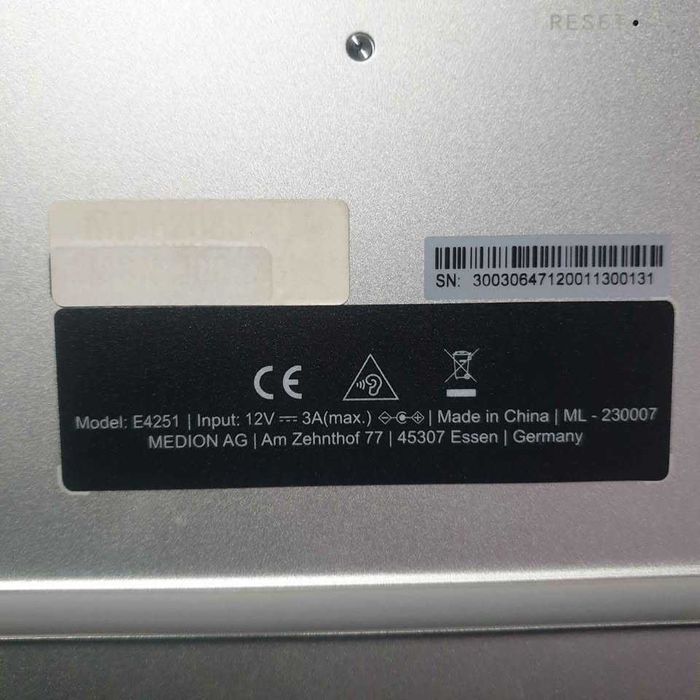 RESET
SN: 30030647120011300131
CE
Model: E4251 | Input: 12V ⎓ 3A(max.) | Made in China | ML - 230007
MEDION AG | Am Zehnthof 77 | 45307 Essen | Germany